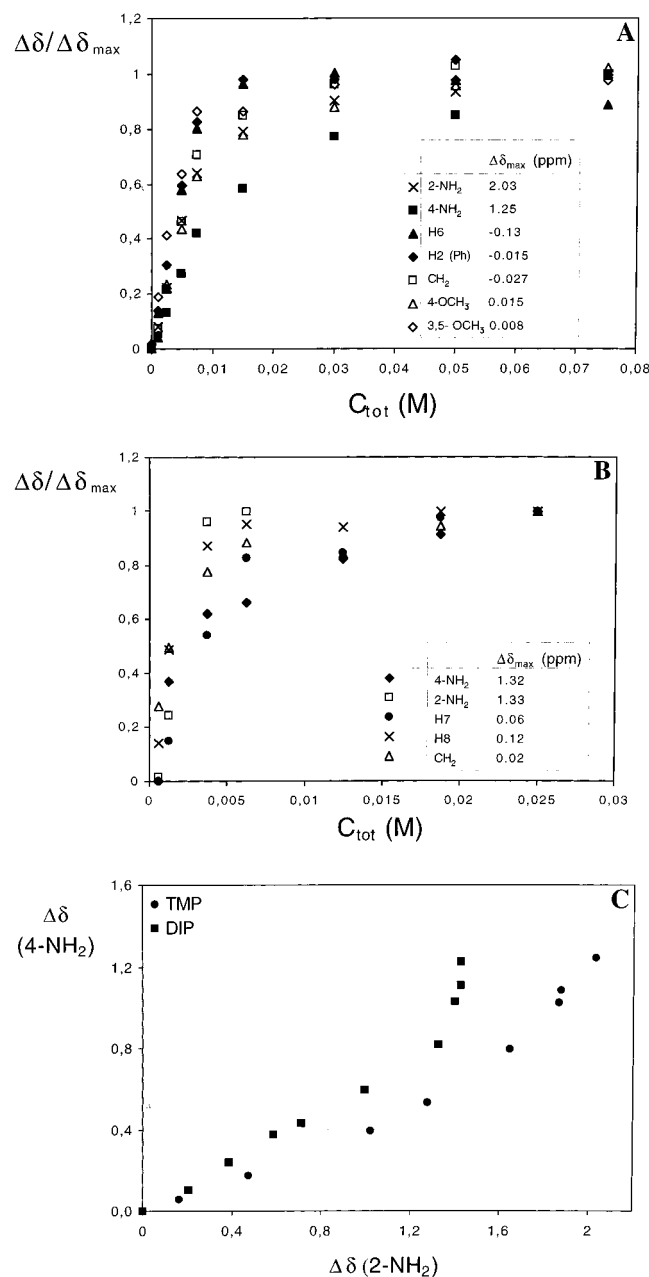 A
Δδ/Δδmax
1,2
1
0,8
0,6
0,4
0,2
0
Δδmax (ppm)
2-NH2 2.03
4-NH2 1.25
H6 -0.13
H2 (Ph) -0.015
CH2 -0.027
4-OCH3 0.015
3,5- OCH3 0.008
0 0,01 0,02 0,03 0,04 0,05 0,06 0,07 0,08
Ctot (M)
B
Δδ/Δδmax
1,2
1
0,8
0,6
0,4
0,2
0
Δδmax (ppm)
4-NH2 1.32
2-NH2 1.33
H7 0.06
H8 0.12
CH2 0.02
0 0,005 0,01 0,015 0,02 0,025 0,03
Ctot (M)
C
Δδ
(4-NH2)
1,6
1,2
0,8
0,4
0,0
TMP
DIP
0 0,4 0,8 1,2 1,6 2
Δδ (2-NH2)